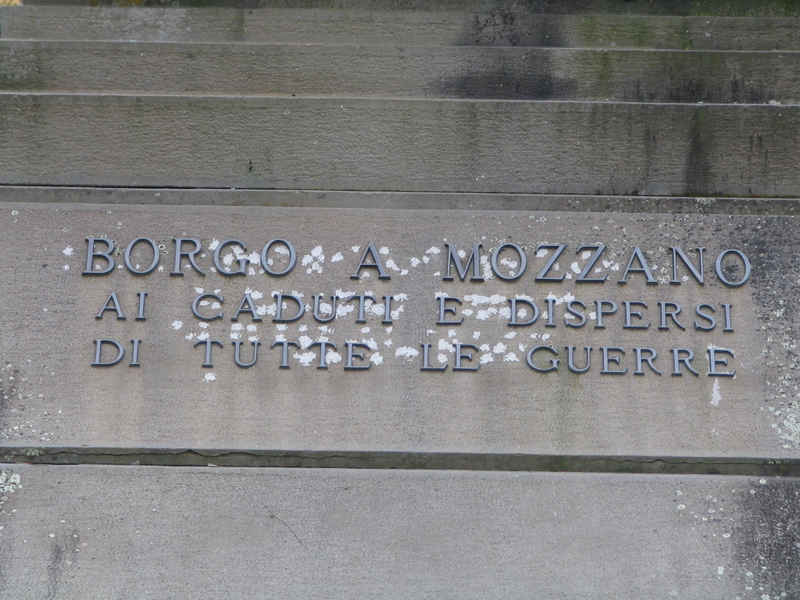 BORGO A MOZZANO
AI CADUTI E DISPERSI
DI TUTTE LE GUERRE